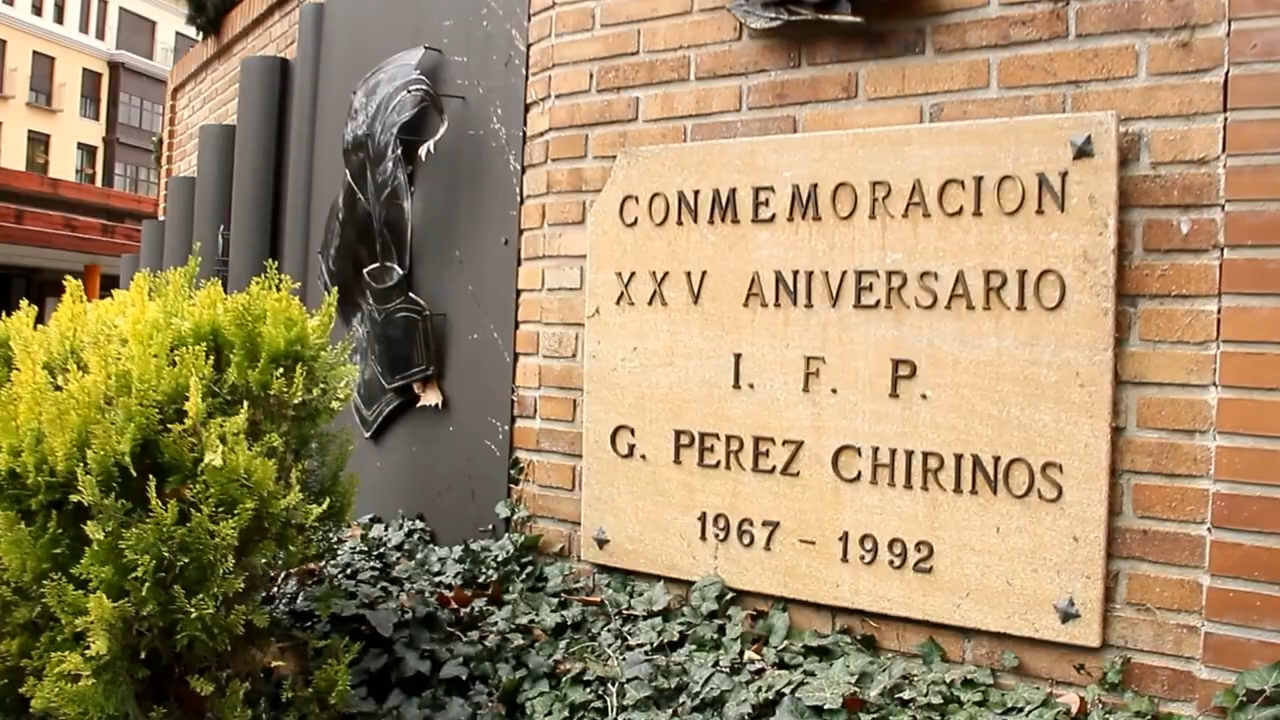 CONMEMORACION
XXV ANIVERSARIO
I. F. P.
G. PEREZ CHIRINOS
1967 - 1992